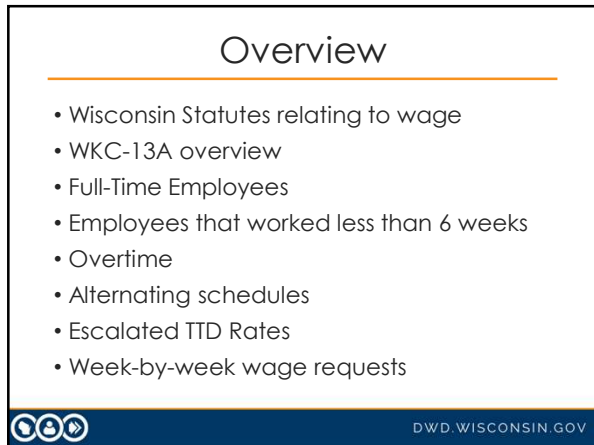 Overview
• Wisconsin Statutes relating to wage
• WKC-13A overview
• Full-Time Employees
• Employees that worked less than 6 weeks
• Overtime
• Alternating schedules
• Escalated TTD Rates
• Week-by-week wage requests
DWD.WISCONSIN.GOV